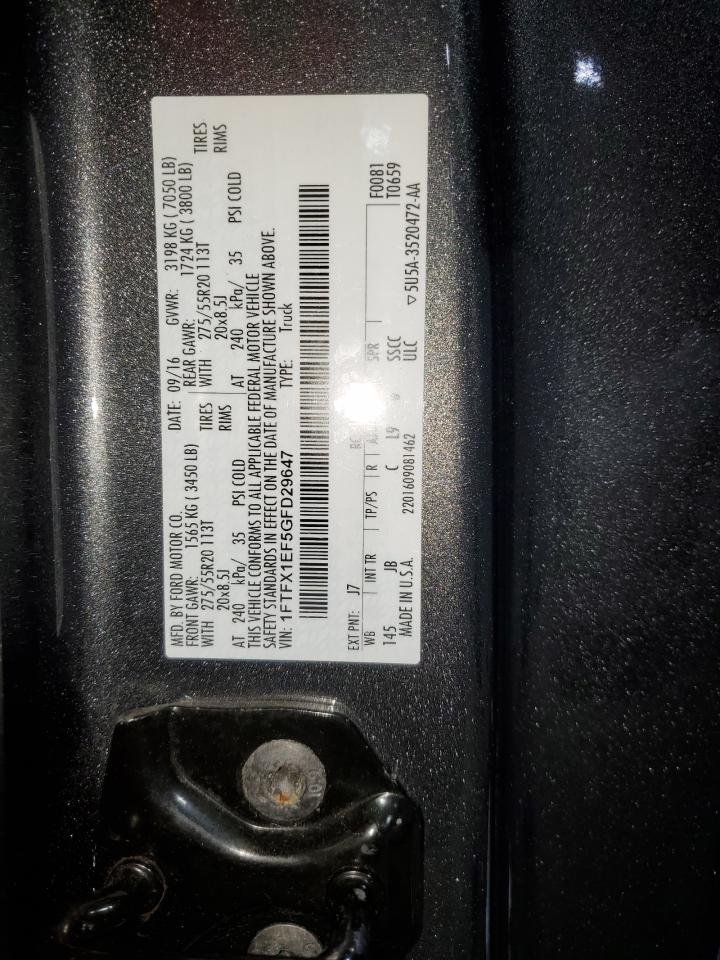 MFD. BY FORD MOTOR CO.
DATE: 09/16 GVWR: 3198 KG ( 7050 LB)
FRONT GAWR: 1565 KG ( 3450 LB) REAR GAWR: 1724 KG ( 3800 LB)
WITH 275/55R20 113T TIRES WITH 275/55R20 113T TIRES
20x8.5J RIMS 20x8.5J RIMS
AT 240 kPa/ 35 PSI COLD AT 240 kPa/ 35 PSI COLD
THIS VEHICLE CONFORMS TO ALL APPLICABLE FEDERAL MOTOR VEHICLE
SAFETY STANDARDS IN EFFECT ON THE DATE OF MANUFACTURE SHOWN ABOVE.
VIN: 1FTFX1EF5GFD29647 TYPE: Truck
EXT PNT: J7 F0081
WB INT TR TP/PS R SPR T0659
145 JB C L9 SSCC
MADE IN U.S.A. 2201609081462 ULC ▽5U5A-3520472-AA
10.9